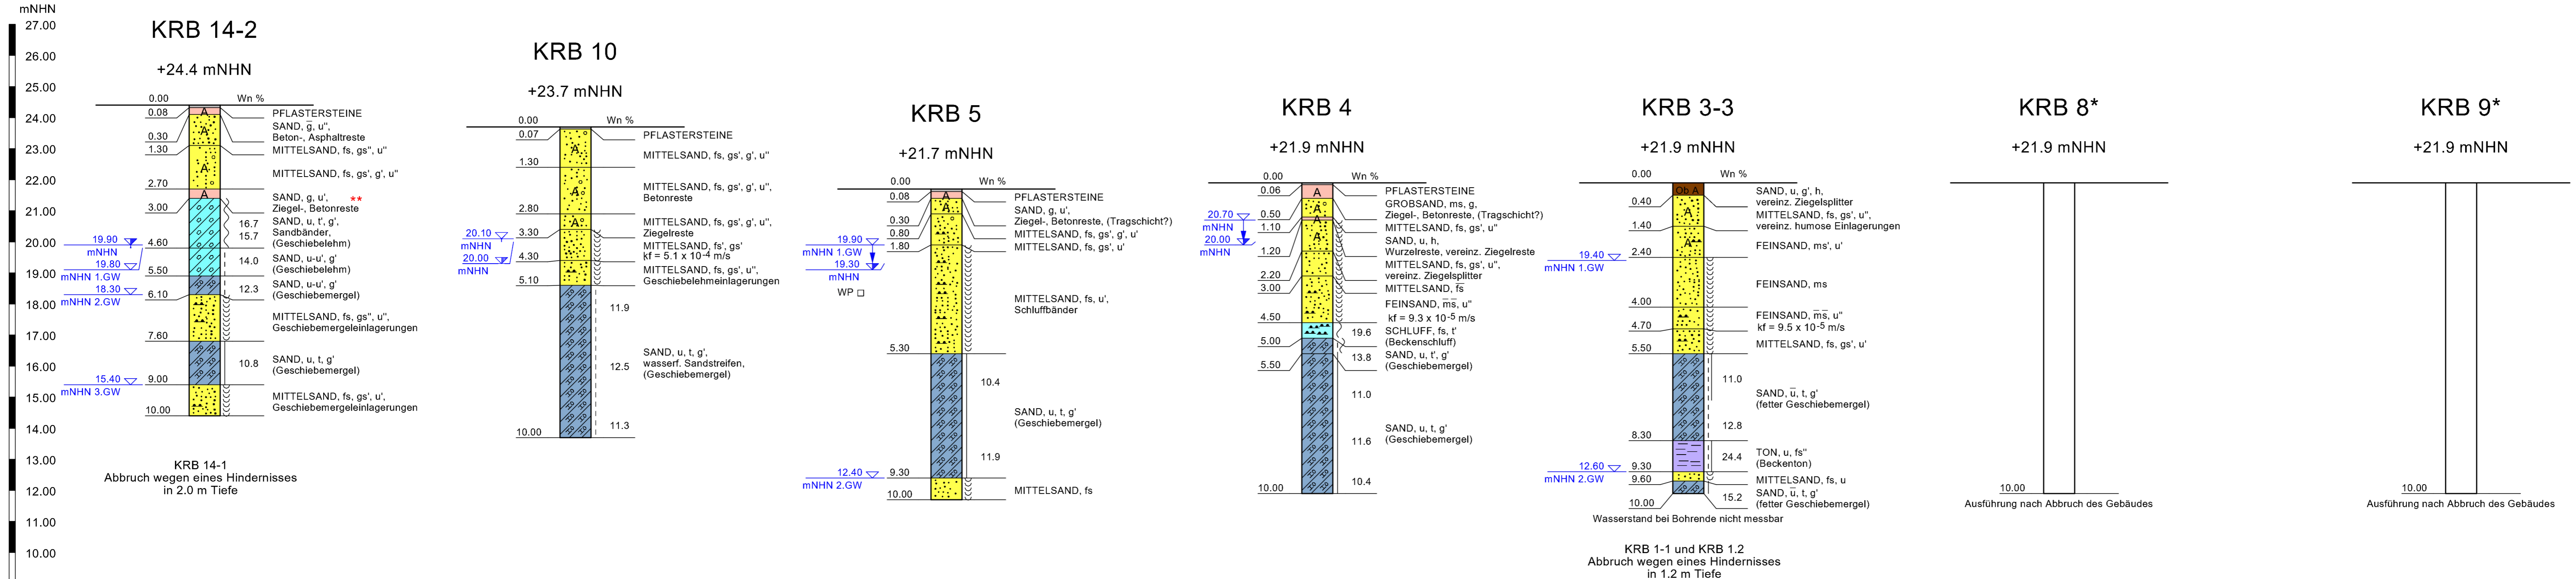 mNHN
27.00
26.00
25.00
24.00
23.00
22.00
21.00
20.00
19.00
18.00
17.00
16.00
15.00
14.00
13.00
12.00
11.00
10.00
KRB 14-2
+24.4 mNHN
0.00 Wn %
0.08 A PFLASTERSTEINE
0.30 A SAND, g̅, u'',
Beton-, Asphaltreste
1.30 MITTELSAND, fs, gs'', u''
A MITTELSAND, fs, gs', g', u''
2.70
3.00 A SAND, g, u', **
Ziegel-, Betonreste
16.7 SAND, u, t', g',
15.7 Sandbänder,
(Geschiebelehm)
19.90
mNHN
4.60
14.0 SAND, u-u', g'
(Geschiebelehm)
19.80
mNHN 1.GW
5.50
12.3 SAND, u-u', g'
(Geschiebemergel)
18.30
mNHN 2.GW
6.10
MITTELSAND, fs, gs'', u'',
Geschiebemergeleinlagerungen
7.60
10.8 SAND, u, t, g'
(Geschiebemergel)
15.40
mNHN 3.GW
9.00
MITTELSAND, fs, gs', u',
Geschiebemergeleinlagerungen
10.00
KRB 14-1
Abbruch wegen eines Hindernisses
in 2.0 m Tiefe
KRB 10
+23.7 mNHN
0.00 Wn %
0.07 PFLASTERSTEINE
A MITTELSAND, fs, gs', g', u''
1.30
A MITTELSAND, fs, gs', g', u'',
Betonreste
2.80
A MITTELSAND, fs, gs', g', u'',
Ziegelreste
20.10
mNHN
3.30
MITTELSAND, fs', gs'
kf = 5.1 x 10-4 m/s
20.00
mNHN
4.30
MITTELSAND, fs, gs', u'',
Geschiebelehmeinlagerungen
5.10
11.9
12.5
SAND, u, t, g',
wasserf. Sandstreifen,
(Geschiebemergel)
11.3
10.00
KRB 5
+21.7 mNHN
0.00 Wn %
0.08 A PFLASTERSTEINE
0.30 A SAND, g, u',
Ziegel-, Betonreste, (Tragschicht?)
0.80 MITTELSAND, fs, gs', g', u'
1.80 MITTELSAND, fs, gs', u'
19.90
mNHN 1.GW
19.30
mNHN
WP
MITTELSAND, fs, u',
Schluffbänder
5.30
10.4
SAND, u, t, g'
(Geschiebemergel)
11.9
12.40
mNHN 2.GW
9.30
MITTELSAND, fs
10.00
KRB 4
+21.9 mNHN
0.00 Wn %
0.06 A PFLASTERSTEINE
0.50 GROBSAND, ms, g,
Ziegel-, Betonreste, (Tragschicht?)
20.70
mNHN
A
1.10 MITTELSAND, fs, gs', u''
20.00
mNHN
A
1.20 SAND, u, h,
Wurzelreste, vereinz. Ziegelreste
2.20 MITTELSAND, fs, gs', u'',
vereinz. Ziegelsplitter
3.00 MITTELSAND, f̅s̅
FEINSAND, m̅s̅, u''
kf = 9.3 x 10-5 m/s
4.50
19.6 SCHLUFF, fs, t'
(Beckenschluff)
5.00
13.8 SAND, u, t', g'
(Geschiebemergel)
5.50
11.0
11.6
SAND, u, t, g'
(Geschiebemergel)
10.4
10.00
KRB 3-3
+21.9 mNHN
0.00 Wn %
Ob A SAND, u, g', h,
vereinz. Ziegelsplitter
0.40
A MITTELSAND, fs, gs', u'',
vereinz. humose Einlagerungen
1.40
A FEINSAND, ms', u'
2.40
19.40
mNHN 1.GW
FEINSAND, ms
4.00
FEINSAND, m̅s̅, u''
kf = 9.5 x 10-5 m/s
4.70
MITTELSAND, fs, gs', u'
5.50
11.0
SAND, u̅, t, g'
(fetter Geschiebemergel)
12.8
8.30
24.4 TON, u, fs''
(Beckenton)
12.60
mNHN 2.GW
9.30
MITTELSAND, fs, u
9.60
15.2 SAND, u̅, t, g'
(fetter Geschiebemergel)
10.00
Wasserstand bei Bohrende nicht messbar
KRB 1-1 und KRB 1.2
Abbruch wegen eines Hindernisses
in 1.2 m Tiefe
KRB 8*
+21.9 mNHN
10.00
Ausführung nach Abbruch des Gebäudes
KRB 9*
+21.9 mNHN
10.00
Ausführung nach Abbruch des Gebäudes